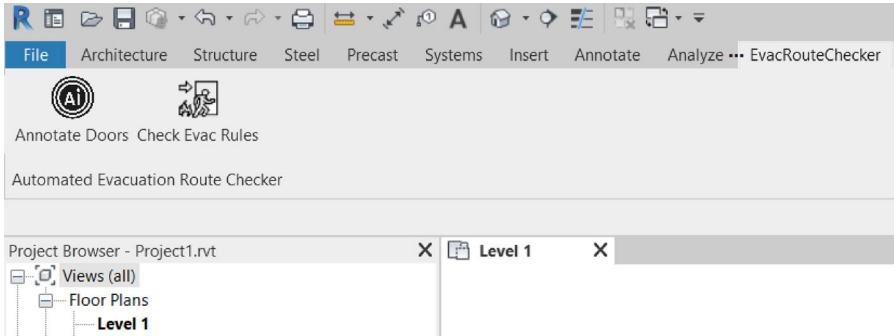 File Architecture Structure Steel Precast Systems Insert Annotate Analyze ••• EvacRouteChecker
Ai
Annotate Doors Check Evac Rules
Automated Evacuation Route Checker
Project Browser - Project1.rvt
Level 1
Views (all)
Floor Plans
Level 1